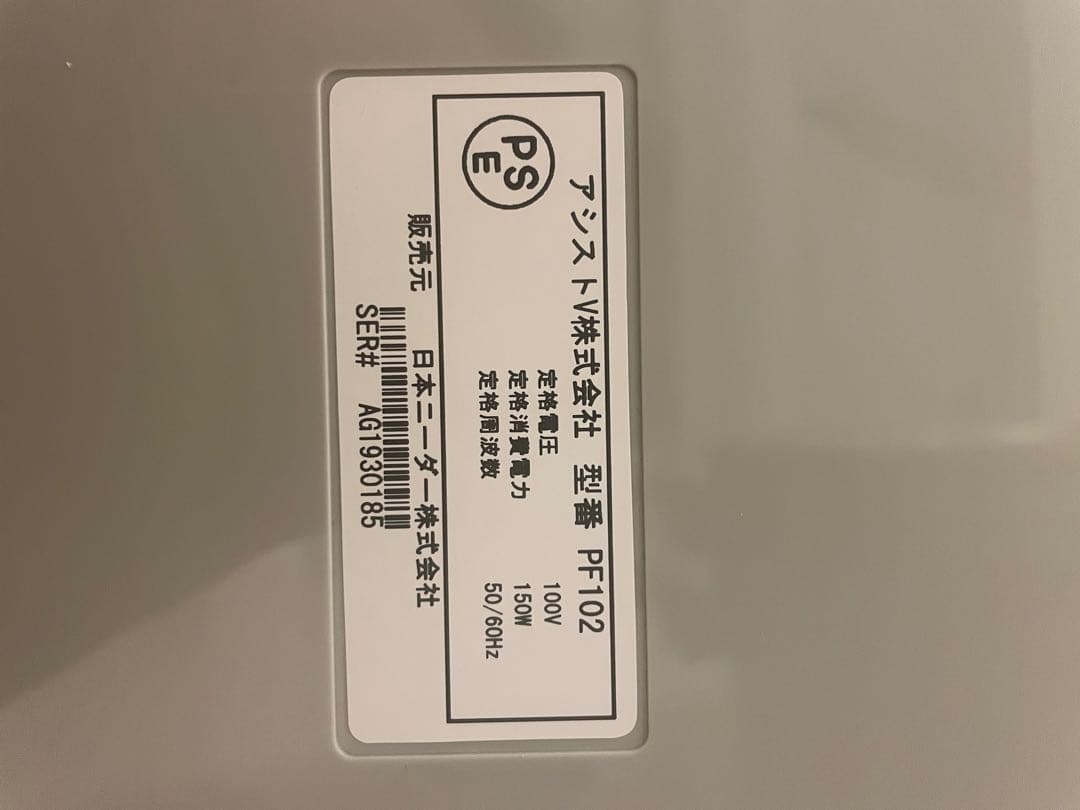 アシストV株式会社 型番 PF102
PS
E
定格電圧 100V
定格消費電力 150W
定格周波数 50/60Hz
販売元 日本ニーダー株式会社
SER# AG1930185